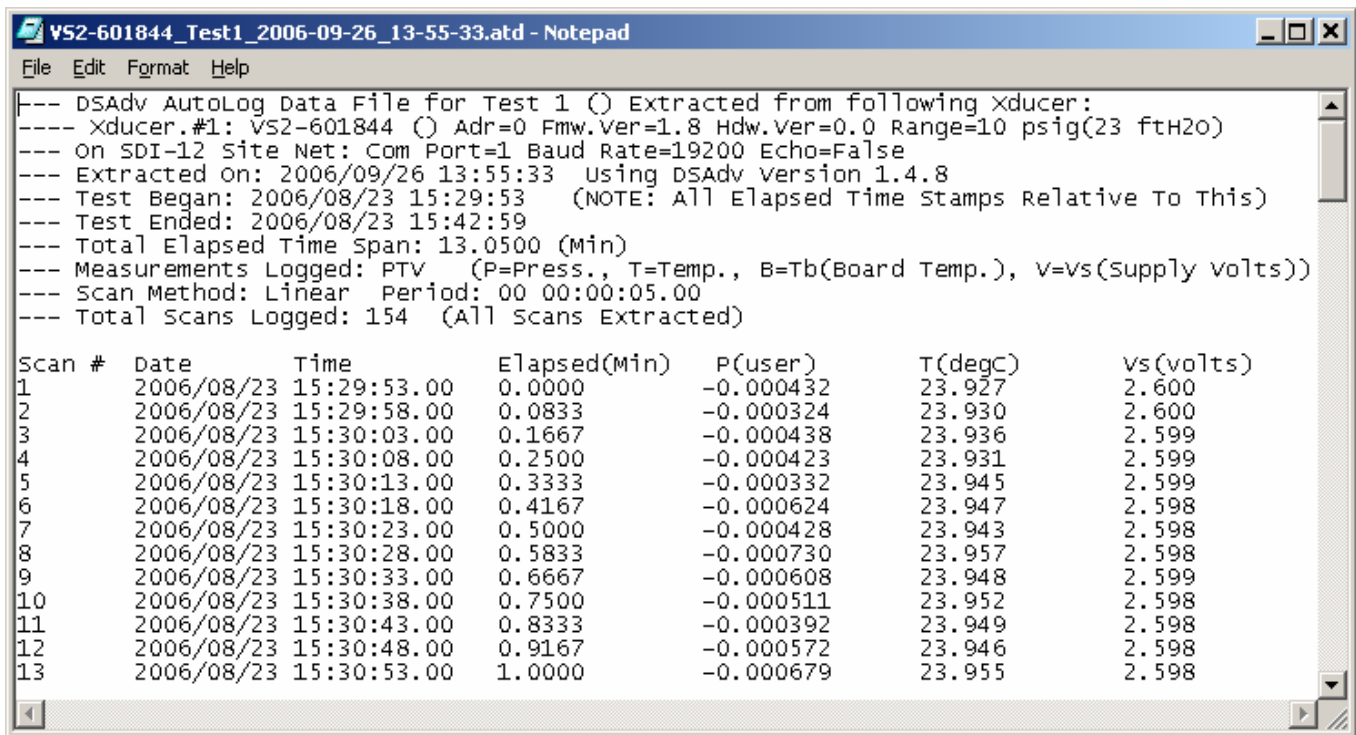 VS2-601844_Test1_2006-09-26_13-55-33.atd - Notepad
File Edit Format Help
--- DSAdv AutoLog Data File for Test 1 () Extracted from following Xducer:
---- Xducer.#1: VS2-601844 () Adr=0 Fmw.Ver=1.8 Hdw.Ver=0.0 Range=10 psig(23 ftH2O)
--- On SDI-12 Site Net: Com Port=1 Baud Rate=19200 Echo=False
--- Extracted On: 2006/09/26 13:55:33 Using DSAdv Version 1.4.8
--- Test Began: 2006/08/23 15:29:53 (NOTE: All Elapsed Time Stamps Relative To This)
--- Test Ended: 2006/08/23 15:42:59
--- Total Elapsed Time Span: 13.0500 (Min)
--- Measurements Logged: PTV (P=Press., T=Temp., B=Tb(Board Temp.), V=Vs(Supply Volts))
--- Scan Method: Linear Period: 00 00:00:05.00
--- Total Scans Logged: 154 (All Scans Extracted)
Scan # Date Time Elapsed(Min) P(user) T(degC) Vs(volts)
1 2006/08/23 15:29:53.00 0.0000 -0.000432 23.927 2.600
2 2006/08/23 15:29:58.00 0.0833 -0.000324 23.930 2.600
3 2006/08/23 15:30:03.00 0.1667 -0.000438 23.936 2.599
4 2006/08/23 15:30:08.00 0.2500 -0.000423 23.931 2.599
5 2006/08/23 15:30:13.00 0.3333 -0.000332 23.945 2.599
6 2006/08/23 15:30:18.00 0.4167 -0.000624 23.947 2.598
7 2006/08/23 15:30:23.00 0.5000 -0.000428 23.943 2.598
8 2006/08/23 15:30:28.00 0.5833 -0.000730 23.957 2.598
9 2006/08/23 15:30:33.00 0.6667 -0.000608 23.948 2.599
10 2006/08/23 15:30:38.00 0.7500 -0.000511 23.952 2.598
11 2006/08/23 15:30:43.00 0.8333 -0.000392 23.949 2.598
12 2006/08/23 15:30:48.00 0.9167 -0.000572 23.946 2.598
13 2006/08/23 15:30:53.00 1.0000 -0.000679 23.955 2.598